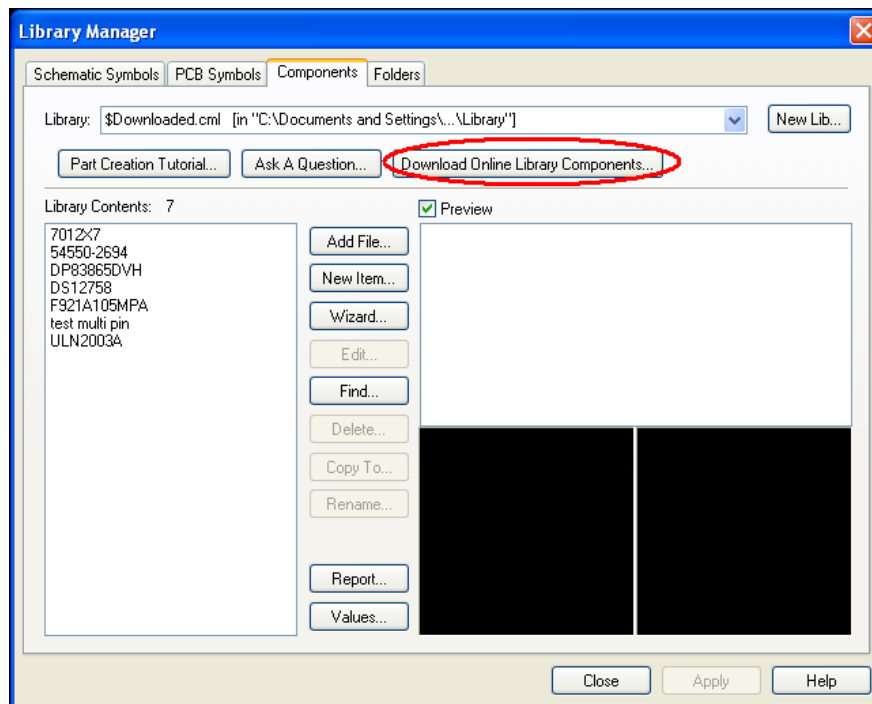 Library Manager
Schematic Symbols PCB Symbols Components Folders
Library: $Downloaded.cml [in "C:\Documents and Settings\...\Library"] New Lib...
Part Creation Tutorial... Ask A Question... Download Online Library Components...
Library Contents: 7 Preview
7012X7
54550-2694
DP83865DVH
DS12758
F921A105MPA
test multi pin
ULN2003A
Add File...
New Item...
Wizard...
Edit...
Find...
Delete...
Copy To...
Rename...
Report...
Values...
Close Apply Help